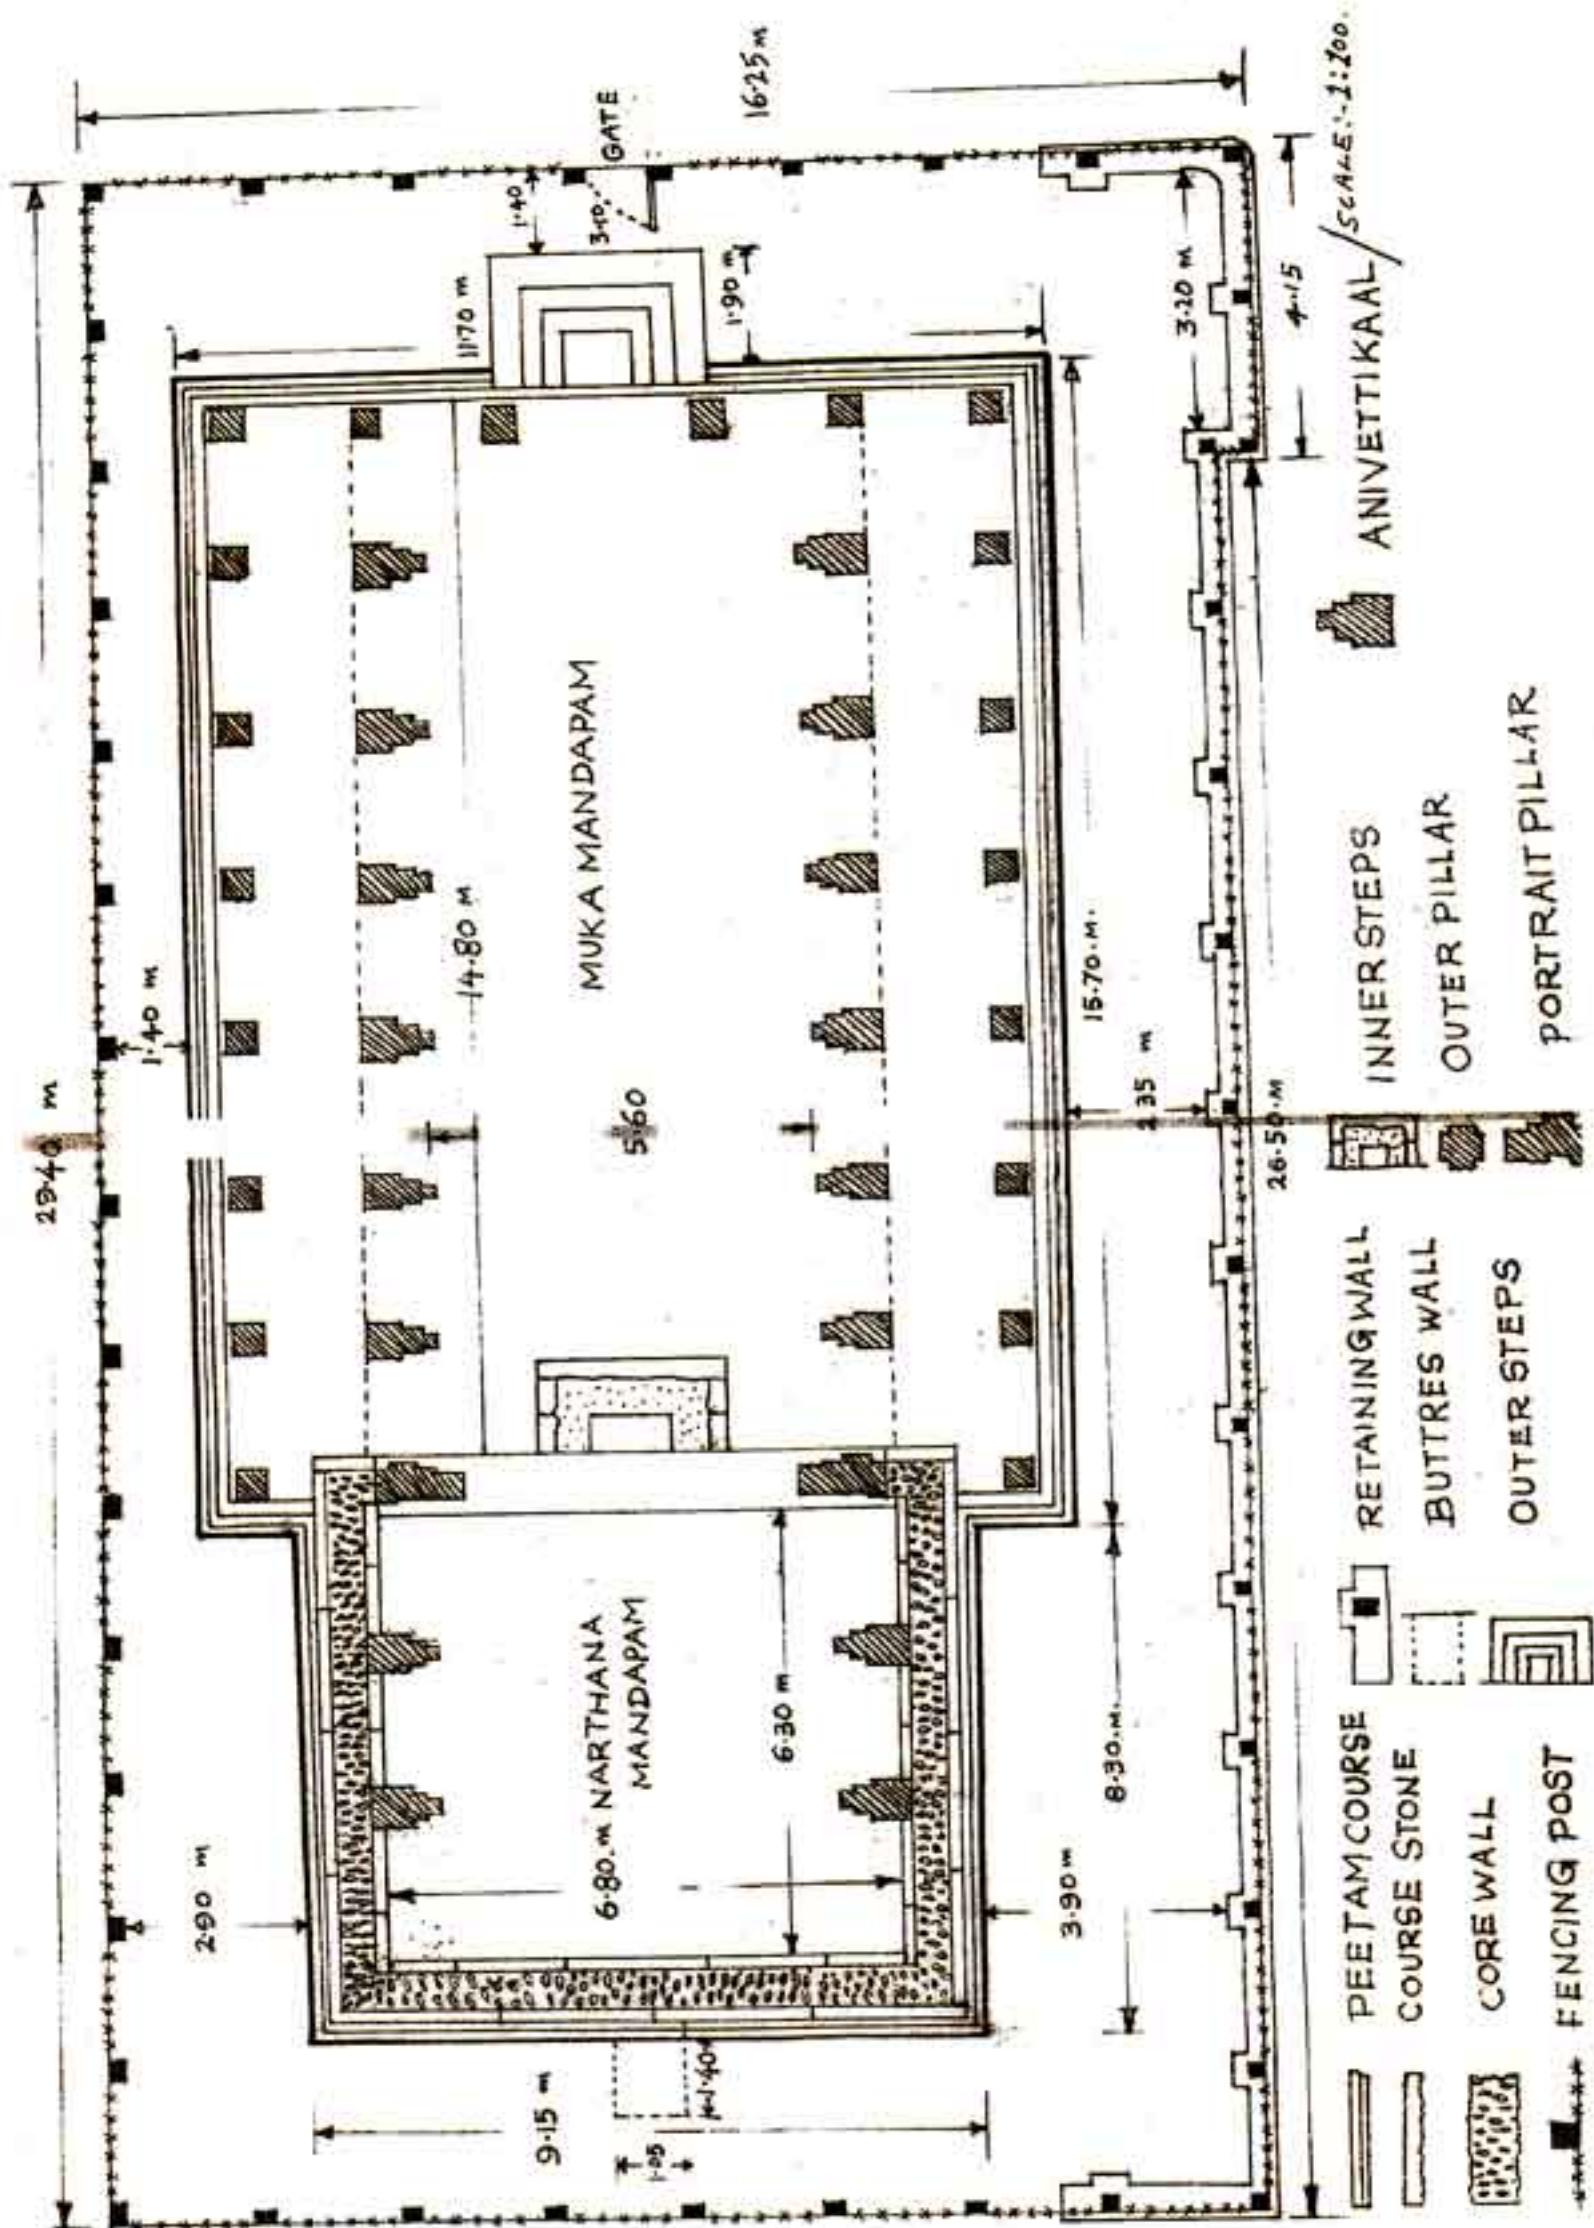 29.40 m
16.25 m
GATE
1.40
3.10
11.70 m
1.90 m
1.40 m
14.80 M
MUKA MANDAPAM
5.60
3.20 m
4.15
15.70.M.
2.35 m
26.50.M
2.90 m
6.80.m NARTHANA
MANDAPAM
6.30 m
8.30.M.
3.90 m
9.15 m
1.40
1.05
PEETAM COURSE
COURSE STONE
CORE WALL
FENCING POST
RETAINING WALL
BUTTRES WALL
OUTER STEPS
INNER STEPS
OUTER PILLAR
PORTRAIT PILLAR
ANIVETTIKAAL
SCALE:-1:100.